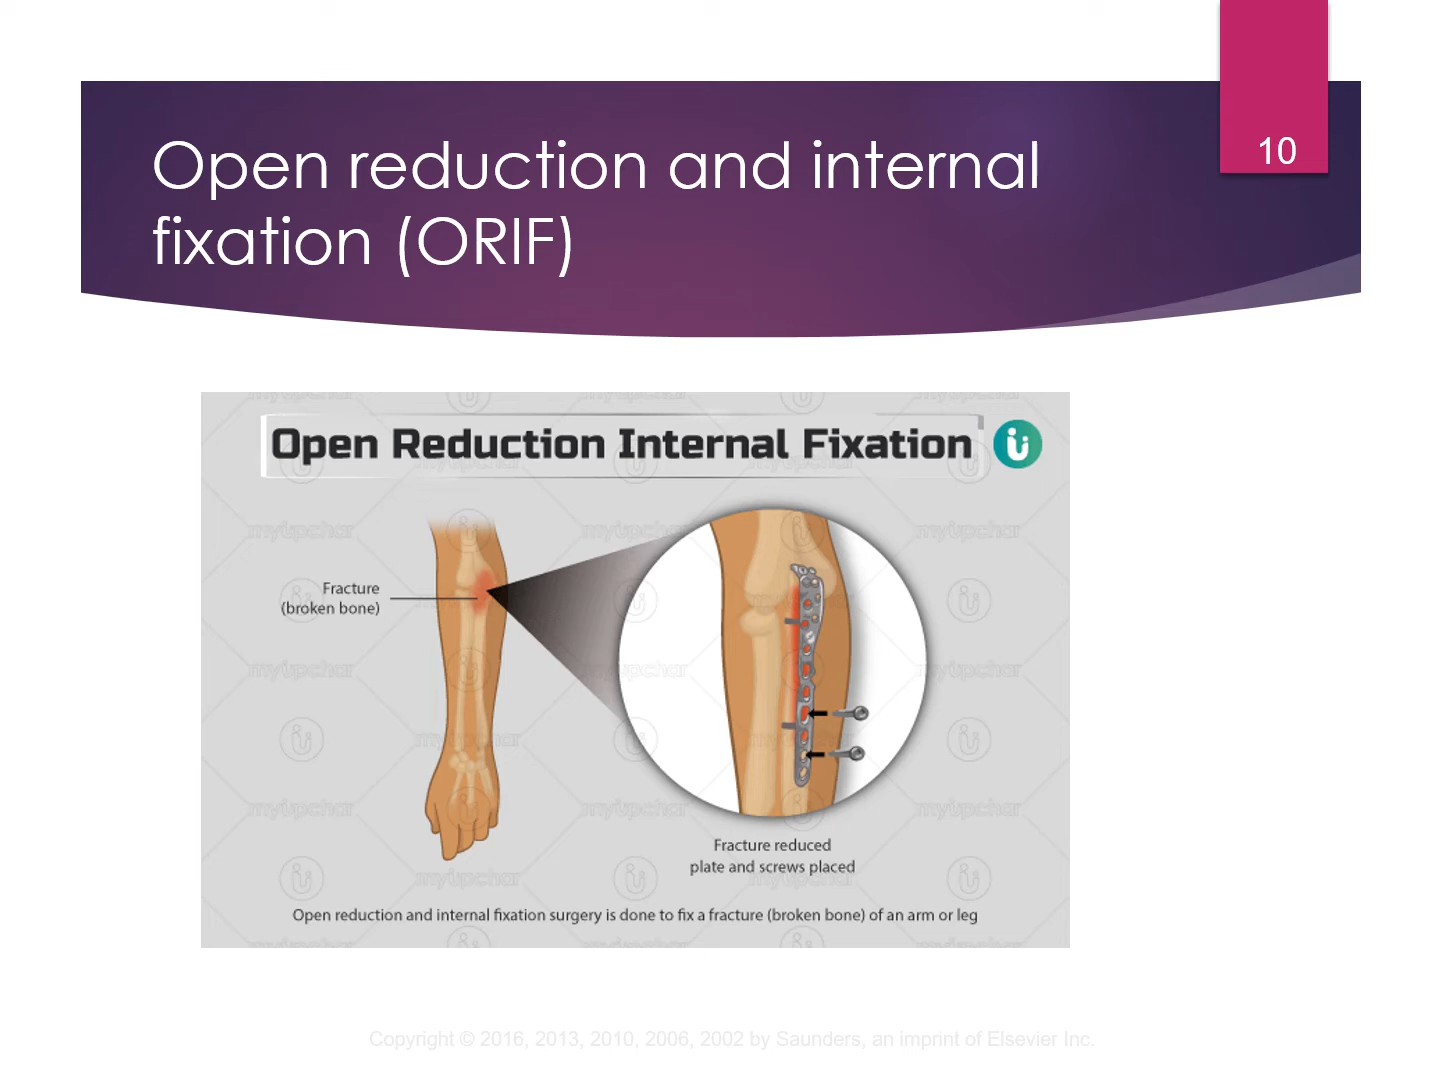 10
Open reduction and internal
fixation (ORIF)
Open Reduction Internal Fixation
Fracture
(broken bone)
Fracture reduced
plate and screws placed
Open reduction and internal fixation surgery is done to fix a fracture (broken bone) of an arm or leg
Copyright © 2016, 2013, 2010, 2006, 2002 by Saunders, an imprint of Elsevier Inc.